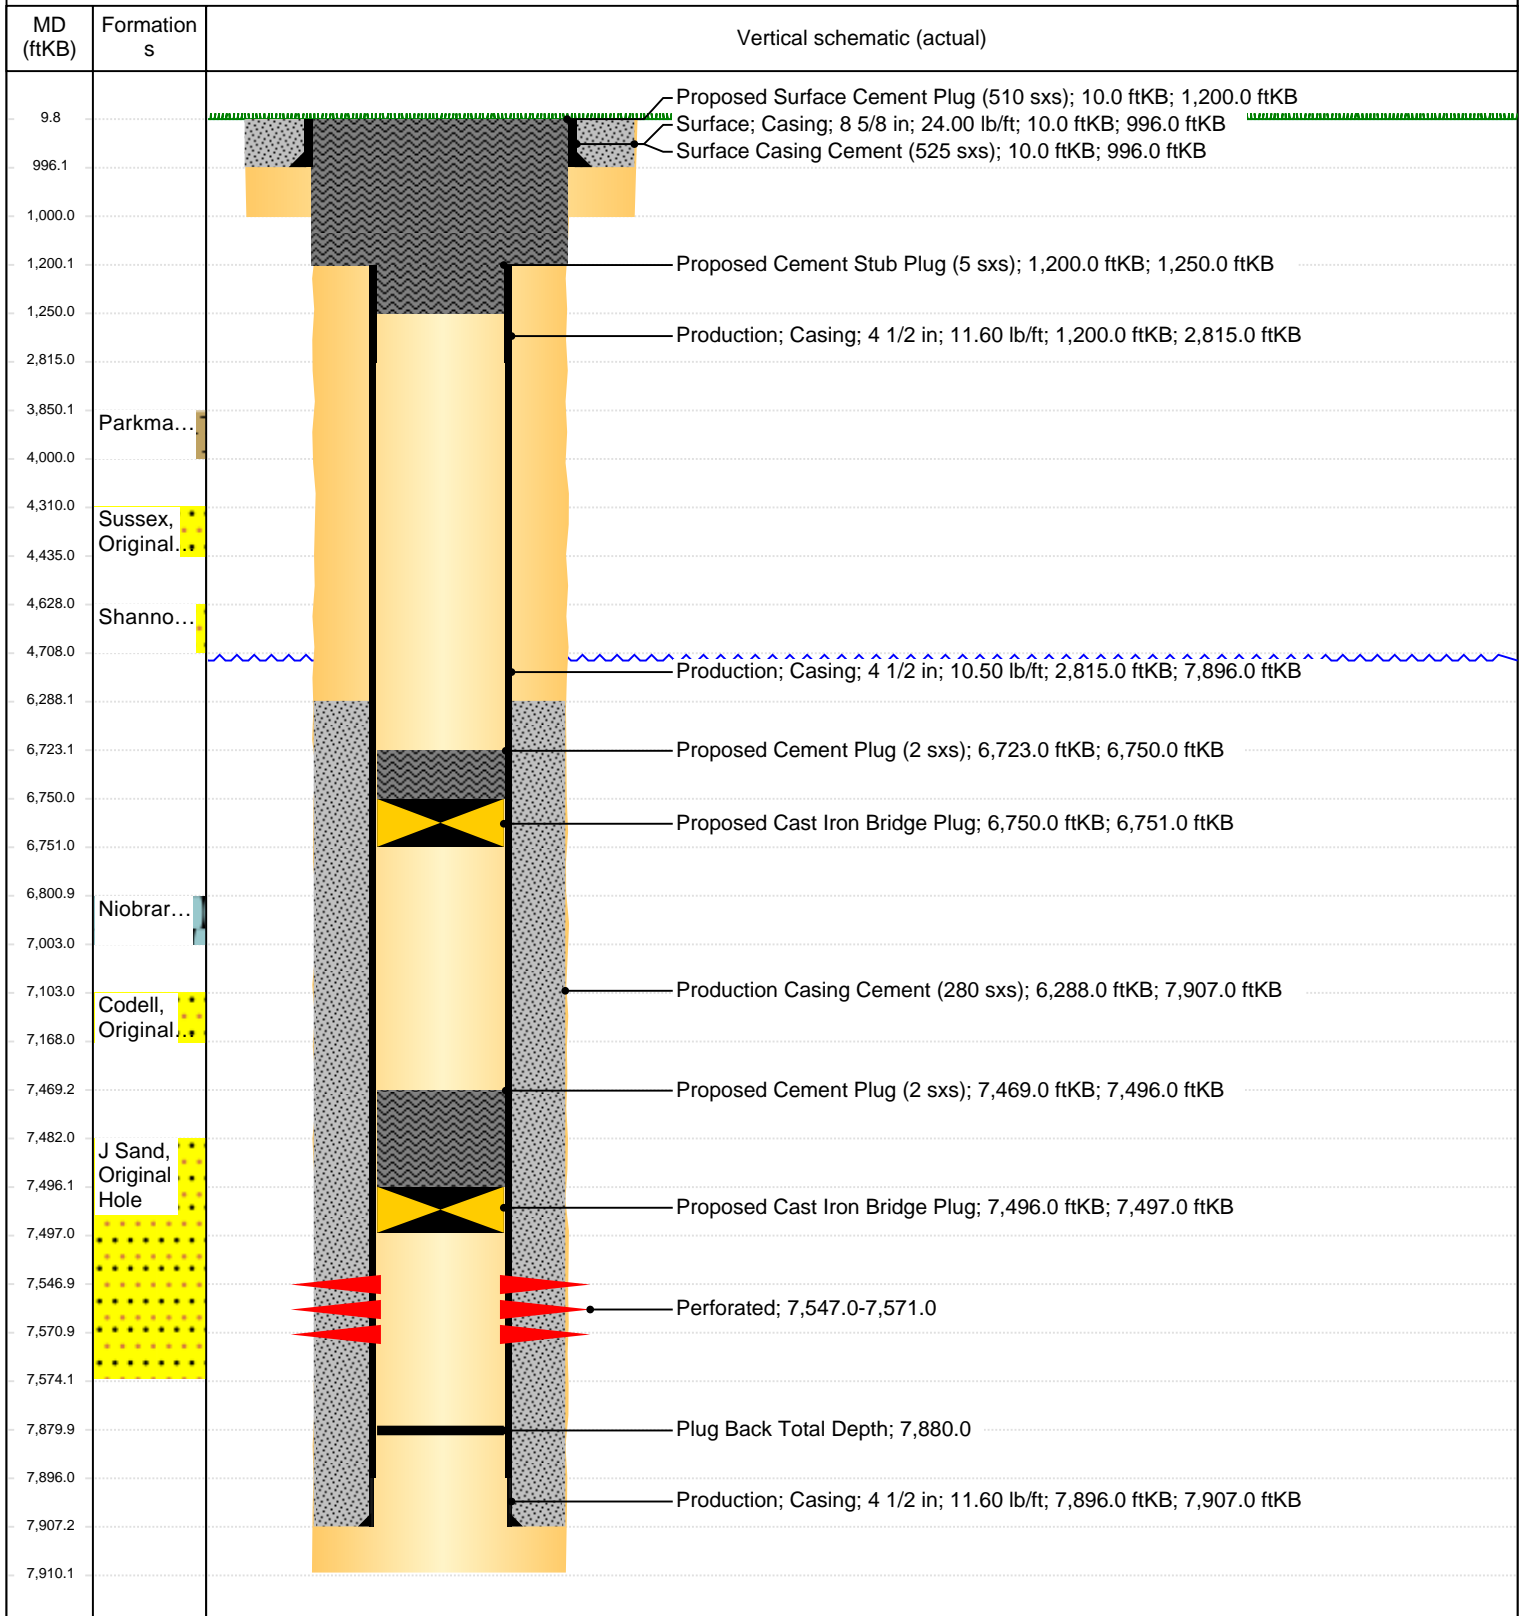 MD
(ftKB)
Formation
s
Vertical schematic (actual)
9.8
996.1
1,000.0
1,200.1
1,250.0
2,815.0
3,850.1
4,000.0
4,310.0
4,435.0
4,628.0
4,708.0
6,288.1
6,723.1
6,750.0
6,751.0
6,800.9
7,003.0
7,103.0
7,168.0
7,469.2
7,482.0
7,496.1
7,497.0
7,546.9
7,570.9
7,574.1
7,879.9
7,896.0
7,907.2
7,910.1
Parkma…
Sussex,
Original…
Shanno…
Niobrar…
Codell,
Original…
J Sand,
Original
Hole
Proposed Surface Cement Plug (510 sxs); 10.0 ftKB; 1,200.0 ftKB
Surface; Casing; 8 5/8 in; 24.00 lb/ft; 10.0 ftKB; 996.0 ftKB
Surface Casing Cement (525 sxs); 10.0 ftKB; 996.0 ftKB
Proposed Cement Stub Plug (5 sxs); 1,200.0 ftKB; 1,250.0 ftKB
Production; Casing; 4 1/2 in; 11.60 lb/ft; 1,200.0 ftKB; 2,815.0 ftKB
Production; Casing; 4 1/2 in; 10.50 lb/ft; 2,815.0 ftKB; 7,896.0 ftKB
Proposed Cement Plug (2 sxs); 6,723.0 ftKB; 6,750.0 ftKB
Proposed Cast Iron Bridge Plug; 6,750.0 ftKB; 6,751.0 ftKB
Production Casing Cement (280 sxs); 6,288.0 ftKB; 7,907.0 ftKB
Proposed Cement Plug (2 sxs); 7,469.0 ftKB; 7,496.0 ftKB
Proposed Cast Iron Bridge Plug; 7,496.0 ftKB; 7,497.0 ftKB
Perforated; 7,547.0-7,571.0
Plug Back Total Depth; 7,880.0
Production; Casing; 4 1/2 in; 11.60 lb/ft; 7,896.0 ftKB; 7,907.0 ftKB